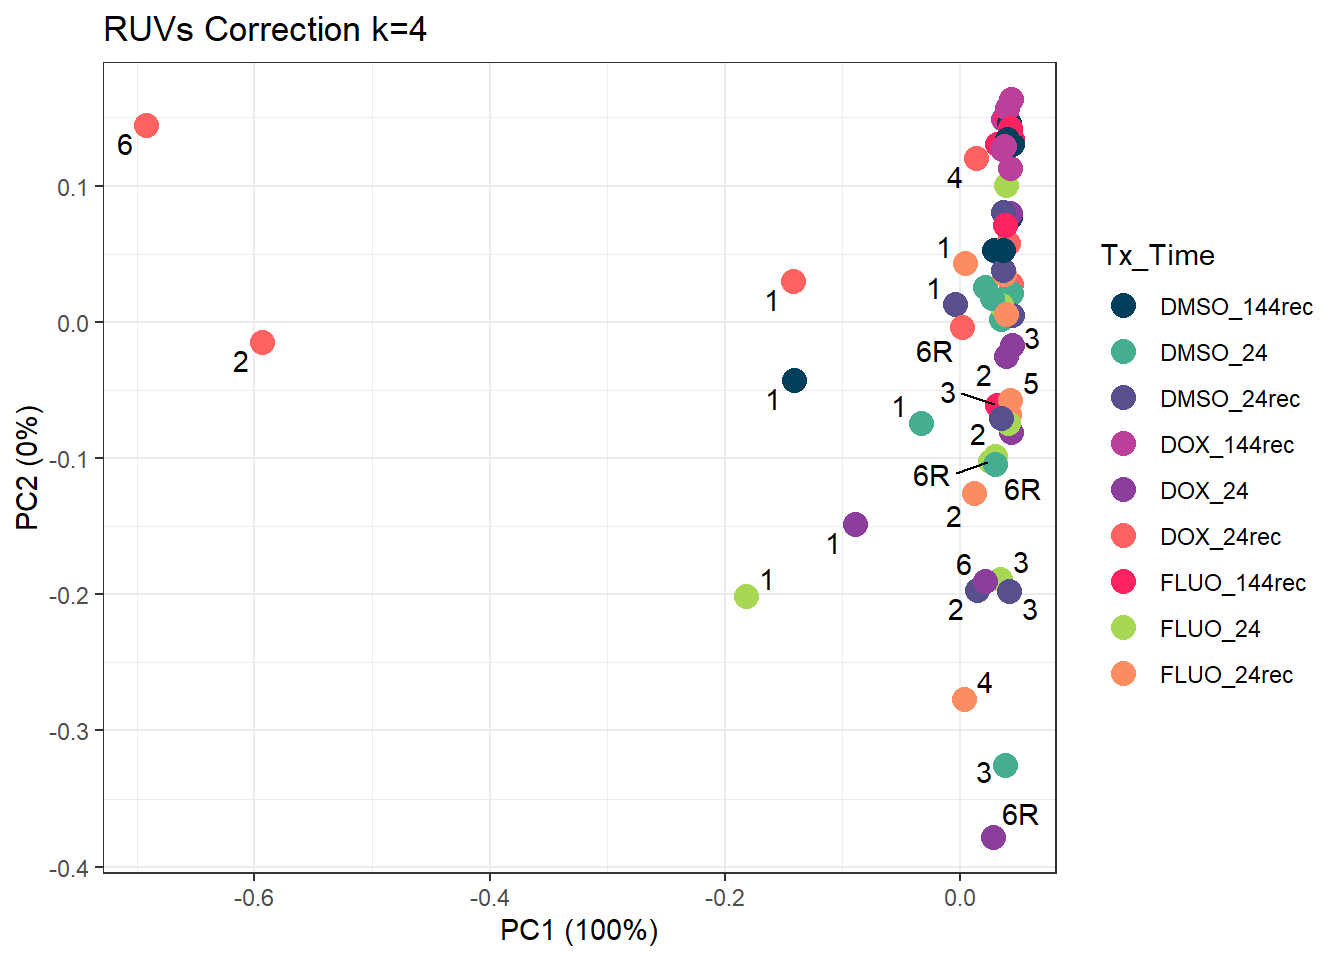 RUVs Correction k=4
0.1
0.0
-0.1
-0.2
-0.3
-0.4
PC2 (0%)
6
4
1
1
1
2
6R
3
2
5
3
1
1
2
6R
6R
2
1
6
3
1
2
3
4
3
6R
-0.6
-0.4
-0.2
0.0
PC1 (100%)
Tx_Time
DMSO_144rec
DMSO_24
DMSO_24rec
DOX_144rec
DOX_24
DOX_24rec
FLUO_144rec
FLUO_24
FLUO_24rec